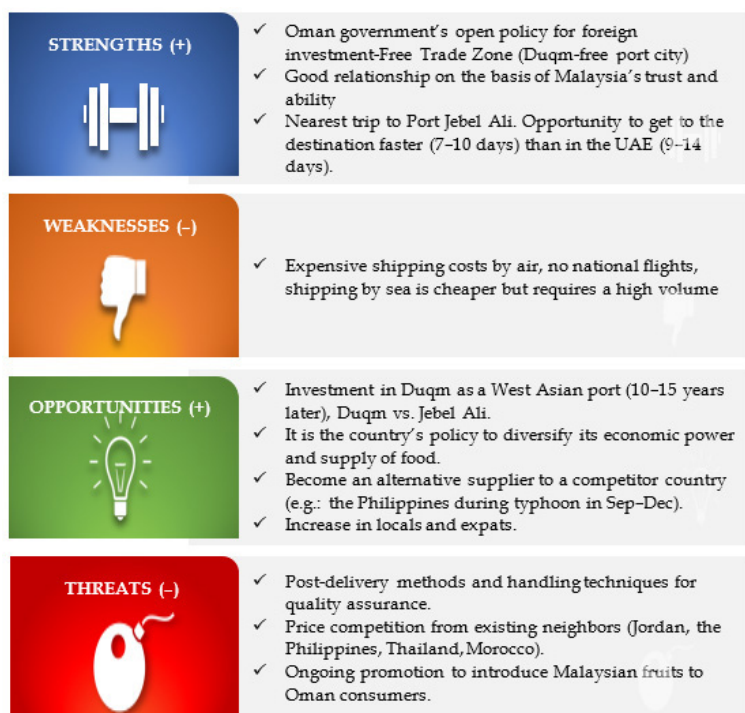 STRENGTHS (+)
✓ Oman government's open policy for foreign
investment-Free Trade Zone (Duqm-free port city)
✓ Good relationship on the basis of Malaysia's trust and
ability
✓ Nearest trip to Port Jebel Ali. Opportunity to get to the
destination faster (7–10 days) than in the UAE (9–14
days).
WEAKNESSES (–)
✓ Expensive shipping costs by air, no national flights,
shipping by sea is cheaper but requires a high volume
OPPORTUNITIES (+)
✓ Investment in Duqm as a West Asian port (10–15 years
later), Duqm vs. Jebel Ali.
✓ It is the country's policy to diversify its economic power
and supply of food.
✓ Become an alternative supplier to a competitor country
(e.g.: the Philippines during typhoon in Sep–Dec).
✓ Increase in locals and expats.
THREATS (–)
✓ Post-delivery methods and handling techniques for
quality assurance.
✓ Price competition from existing neighbors (Jordan, the
Philippines, Thailand, Morocco).
✓ Ongoing promotion to introduce Malaysian fruits to
Oman consumers.